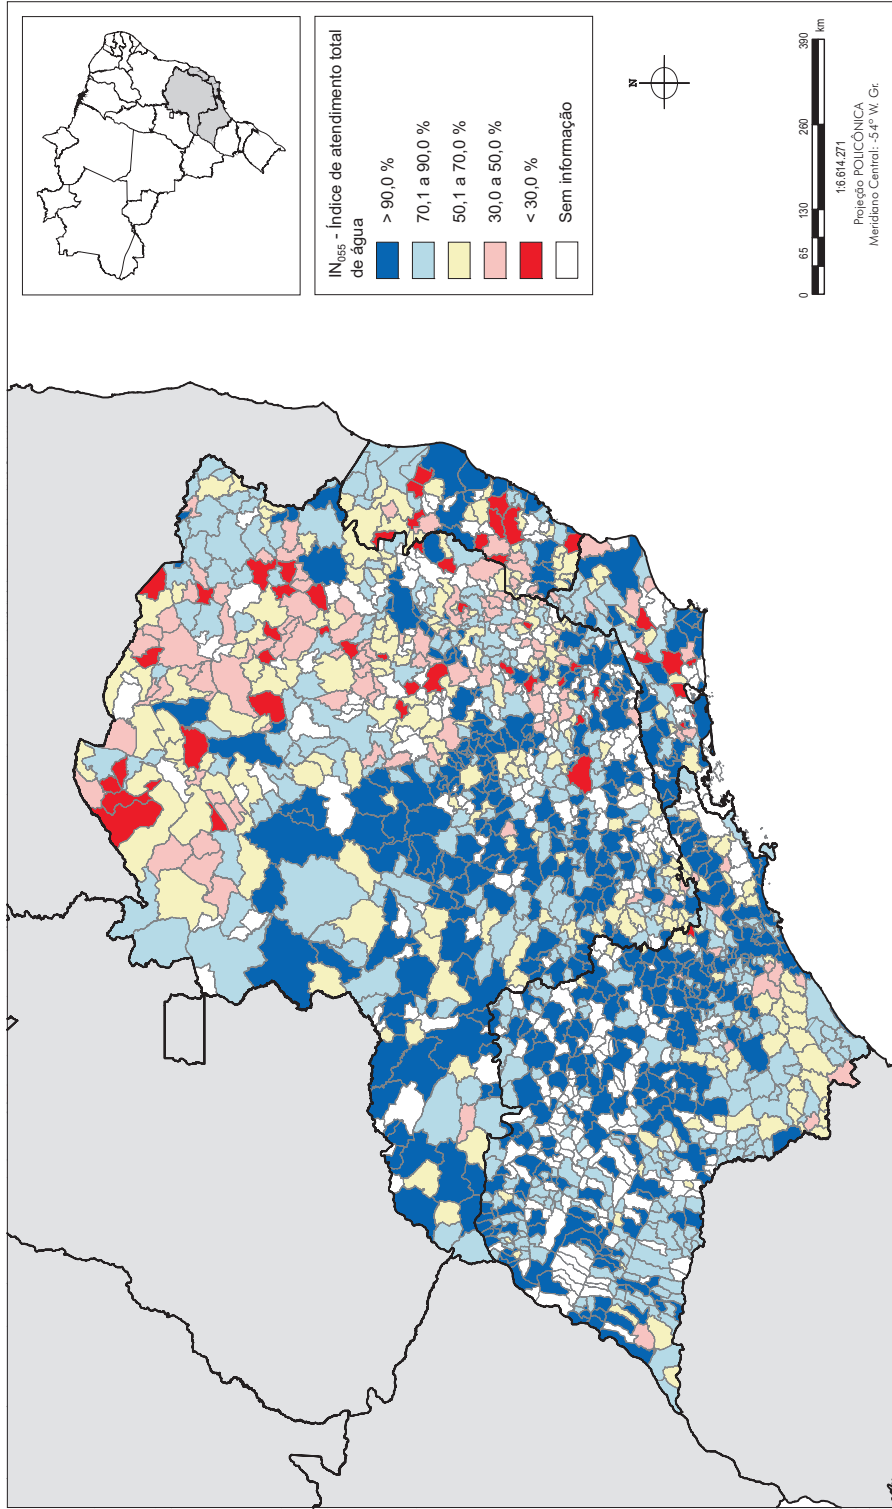 IN055 - Índice de atendimento total
de água
> 90,0 %
70,1 a 90,0 %
50,1 a 70,0 %
30,0 a 50,0 %
< 30,0 %
Sem informação
N
0 65 130 260 390
km
1:6.614.271
Projeção POLICÔNICA
Meridiano Central: -54° W. Gr.